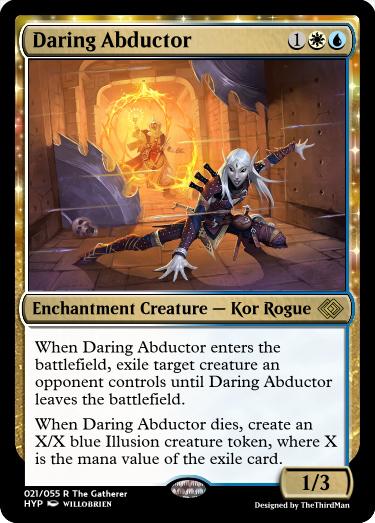 Daring Abductor 1
Enchantment Creature — Kor Rogue
When Daring Abductor enters the
battlefield, exile target creature an
opponent controls until Daring Abductor
leaves the battlefield.
When Daring Abductor dies, create an
X/X blue Illusion creature token, where X
is the mana value of the exile card.
1/3
021/055 R The Gatherer
HYP WILLOBRIEN
Designed by TheThirdMan